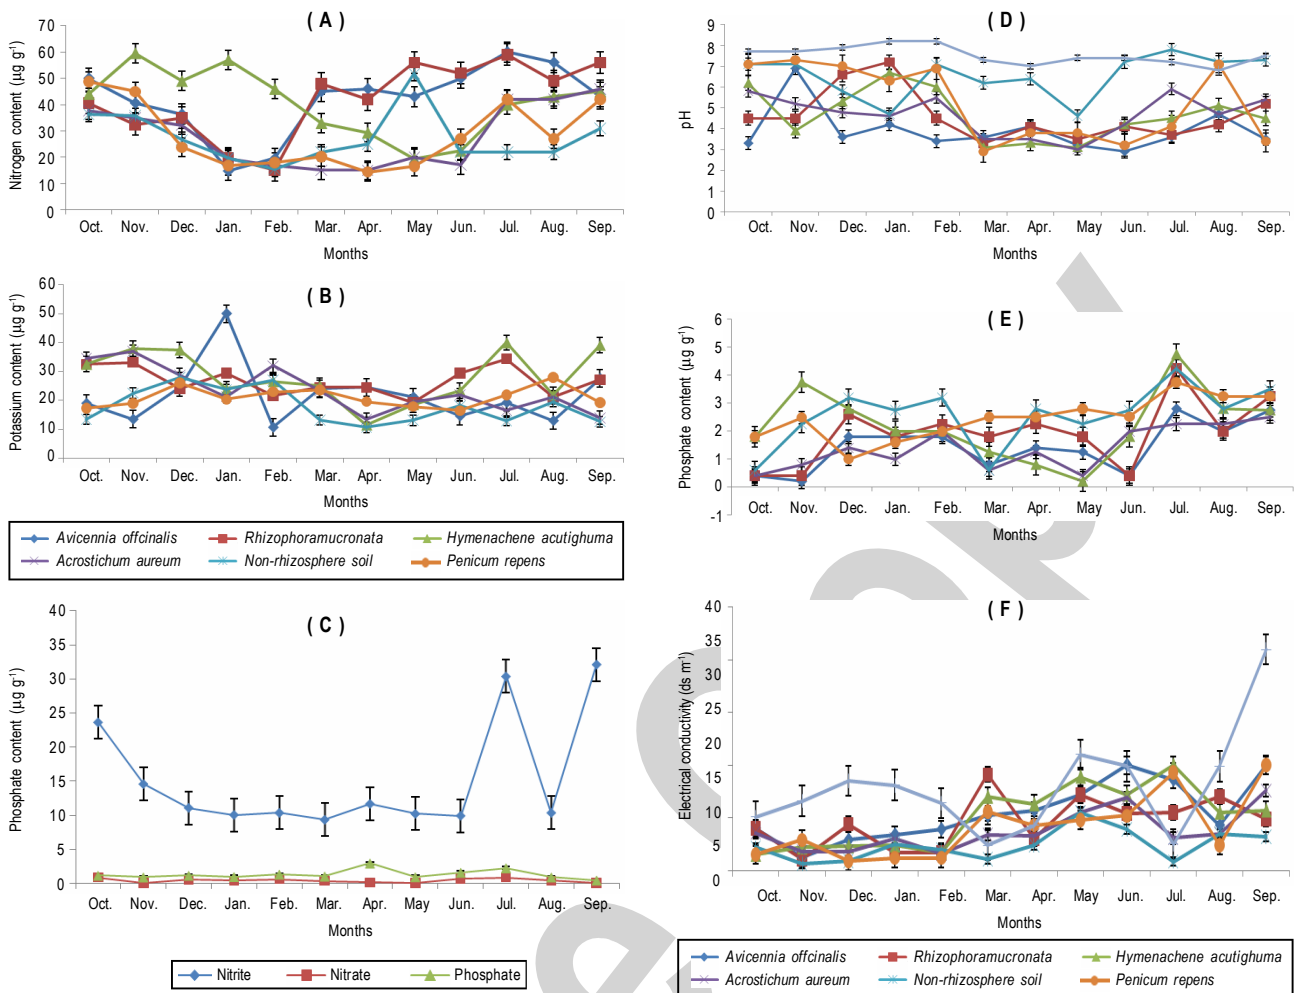 ( A )
Nitrogen content (µg g-1)
70
60
50
40
30
20
10
0
Oct. Nov. Dec. Jan. Feb. Mar. Apr. May Jun. Jul. Aug. Sep.
Months
( B )
Potassium content (µg g-1)
60
50
40
30
20
10
0
Oct. Nov. Dec. Jan. Feb. Mar. Apr. May Jun. Jul. Aug. Sep.
Months
Avicennia offcinalis Rhizophoramucronata Hymenachene acutighuma
Acrostichum aureum Non-rhizosphere soil Penicum repens
( C )
Phosphate content (µg g-1)
40
35
30
25
20
15
10
5
0
Oct. Nov. Dec. Jan. Feb. Mar. Apr. May Jun. Jul. Aug. Sep.
Months
Nitrite Nitrate Phosphate
( D )
pH
9
8
7
6
5
4
3
2
1
0
Oct. Nov. Dec. Jan. Feb. Mar. Apr. May Jun. Jul. Aug. Sep.
Months
( E )
Phosphate content (µg g-1)
6
5
4
3
2
1
0
-1
Oct. Nov. Dec. Jan. Feb. Mar. Apr. May. Jun. Jul. Aug. Sep.
Months
( F )
Electrical conductivity (ds m-1)
40
35
30
25
20
15
10
5
0
Oct. Nov. Dec. Jan. Feb. Mar. Apr. May Jun. Jul. Aug. Sep.
Months
Avicennia offcinalis Rhizophoramucronata Hymenachene acutighuma
Acrostichum aureum Non-rhizosphere soil Penicum repens